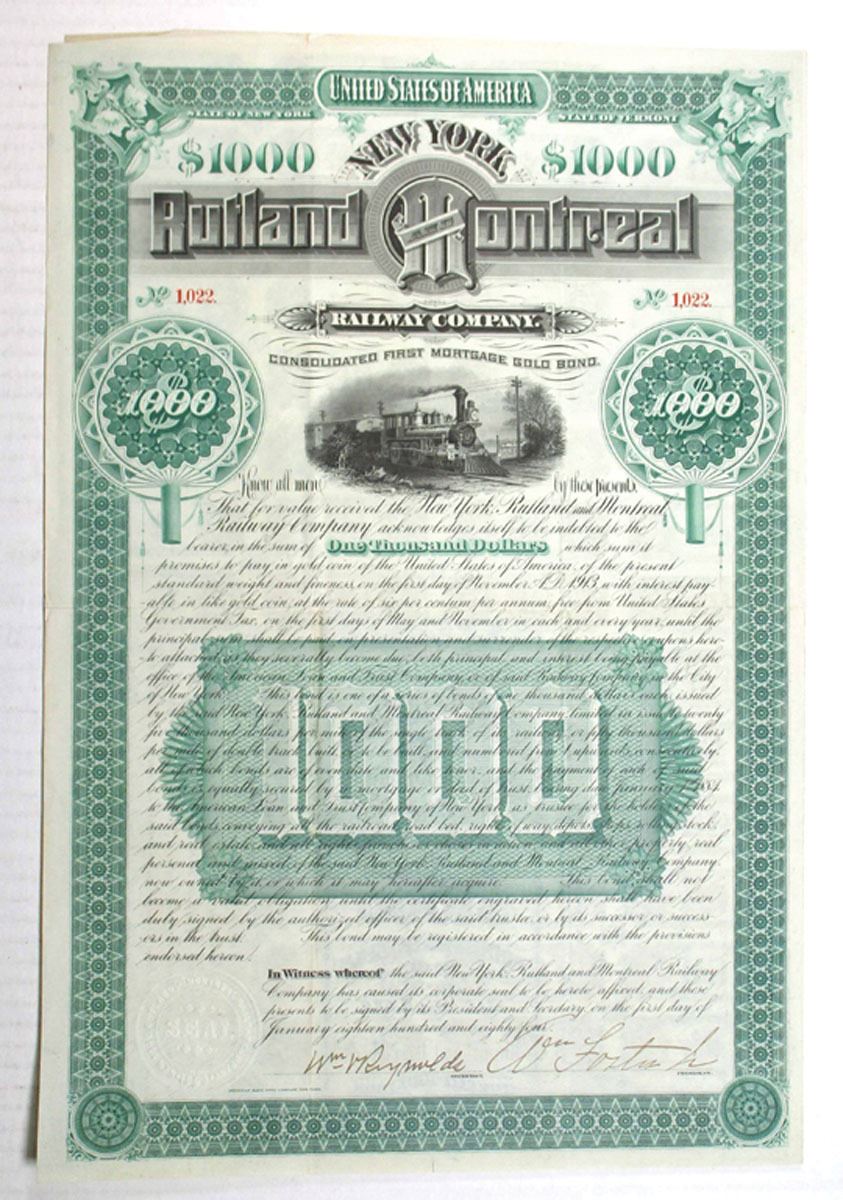 UNITED STATES OF AMERICA
STATE OF NEW YORK STATE OF VERMONT
$1000 NEW YORK $1000
Rutland Montreal
No 1,022. No 1,022.
RAILWAY COMPANY.
CONSOLIDATED FIRST MORTGAGE GOLD BOND.
$1000 $1000
Know all men by these presents,
That for value received the New York, Rutland and Montreal
Railway Company acknowledges itself to be indebted to the
bearer, in the sum of One Thousand Dollars which sum it
promises to pay, in gold coin of the United States of America, of the present
standard weight and fineness, on the first day of November A.D. 1913, with interest pay-
able in like gold coin, at the rate of six per centum per annum, free from United States
Government Tax, on the first days of May and November in each and every year, until the
principal sum shall be paid, on presentation and surrender of the respective coupons here-
to attached, as they severally become due, both principal and interest being payable at the
office of the American Loan and Trust Company, or of said Railway Company in the City
of New York. This bond is one of a series of bonds of one thousand dollars each, issued
by the said New York, Rutland and Montreal Railway Company, limited in issue to twenty
five thousand dollars per mile of the single track of its railway, or fifty thousand dollars
per mile of double track built or to be built, and numbered from 1 upwards, consecutively,
all of which bonds are of even date and like tenor, and the payment of each of said
bonds is equally secured by a mortgage or deed of trust, bearing date January 1st 1884
to the American Loan and Trust Company of New York, as trustee for the holders of the
said bonds, conveying all the railroad, road bed, right of way, depots, shops, rolling stock,
and real estate, and all rights, franchises, choses in action and all other property, real
personal and mixed of the said New York, Rutland and Montreal Railway Company,
now owned by it, or which it may hereafter acquire. This bond shall not
become a valid obligation until the certificate engraved hereon shall have been
duly signed by the authorized officer of the said trustee or by its successor or success-
ors in the trust. This bond may be registered in accordance with the provisions
endorsed hereon.
1000
In Witness whereof the said New York, Rutland and Montreal Railway
Company has caused its corporate seal to be hereto affixed, and these
presents to be signed by its President and Secretary, on the first day of
January eighteen hundred and eighty four.
SEAL
Wm V Reynolds Wm Foster Jr
SECRETARY. PRESIDENT.